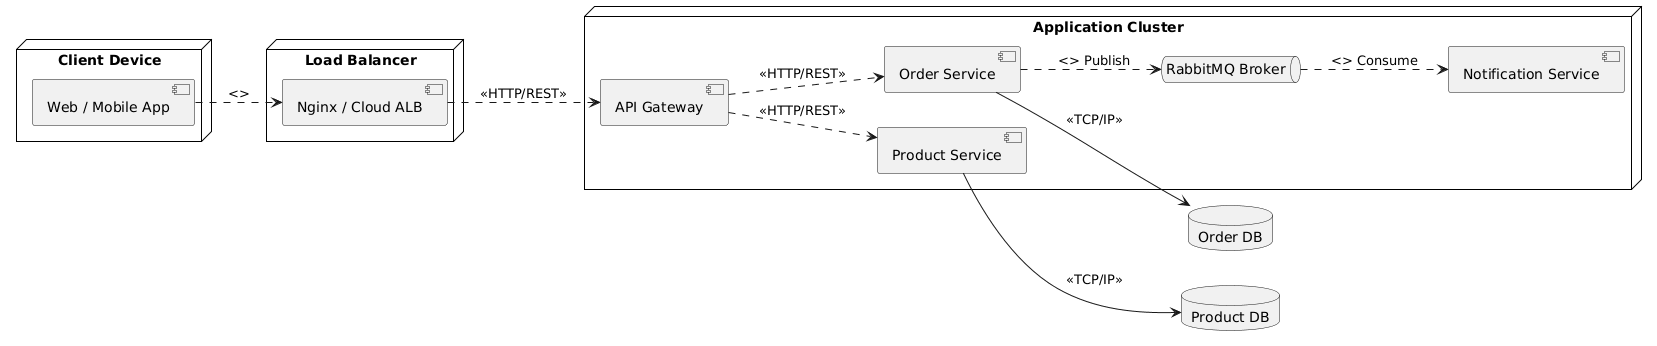 Application Cluster
Client Device
Load Balancer
Web / Mobile App
<>
Nginx / Cloud ALB
«HTTP/REST»
API Gateway
«HTTP/REST»
«HTTP/REST»
Order Service
<> Publish
RabbitMQ Broker
<> Consume
Notification Service
Product Service
«TCP/IP»
Order DB
«TCP/IP»
Product DB